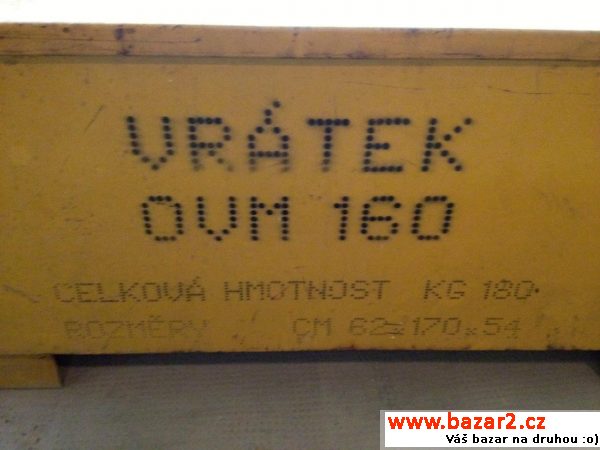 VRÁTEK
OVM 160
CELKOVÁ HMOTNOST KG 180
ROZMĚRY CM 62×170×54
www.bazar2.cz
Váš bazar na druhou :o)